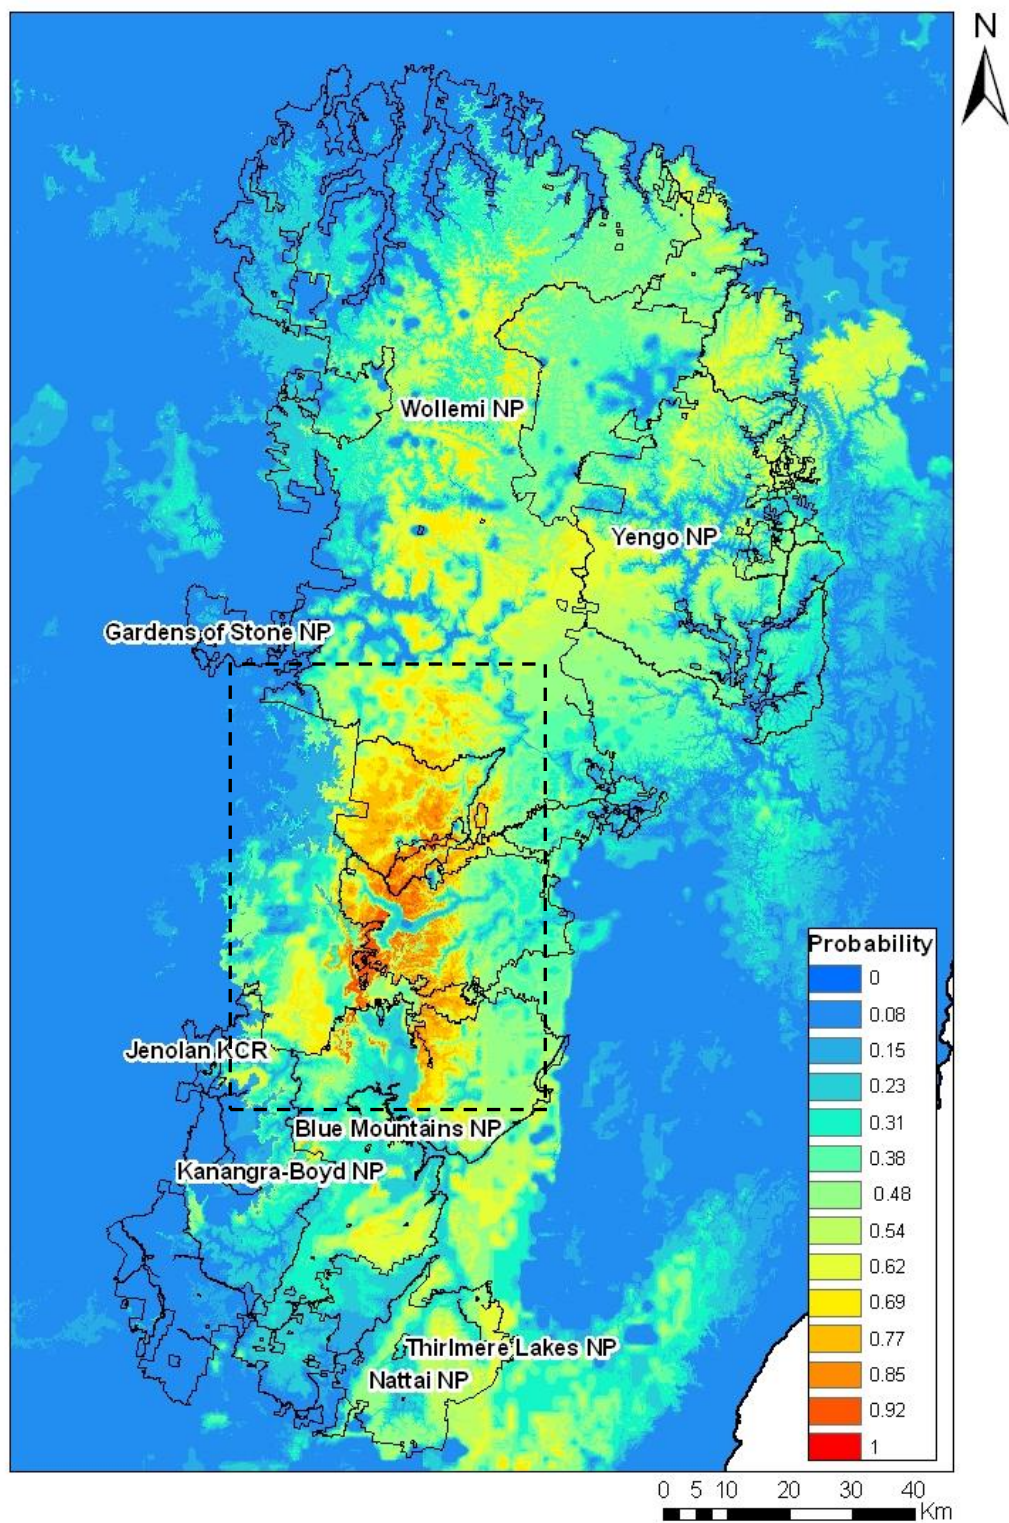 N
Wollemi NP
Yengo NP
Gardens of Stone NP
Jenolan KCR
Blue Mountains NP
Kanangra-Boyd NP
Thirlmere Lakes NP
Nattai NP
Probability
0
0.08
0.15
0.23
0.31
0.38
0.48
0.54
0.62
0.69
0.77
0.85
0.92
1
0 5 10 20 30 40
Km